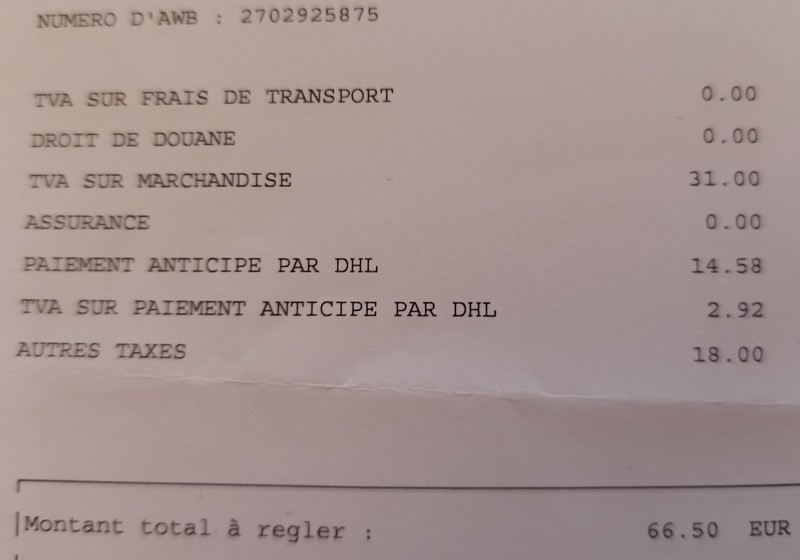 NUMERO D'AWB : 2702925875
TVA SUR FRAIS DE TRANSPORT 0.00
DROIT DE DOUANE 0.00
TVA SUR MARCHANDISE 31.00
ASSURANCE 0.00
PAIEMENT ANTICIPE PAR DHL 14.58
TVA SUR PAIEMENT ANTICIPE PAR DHL 2.92
AUTRES TAXES 18.00
Montant total à regler : 66.50 EUR